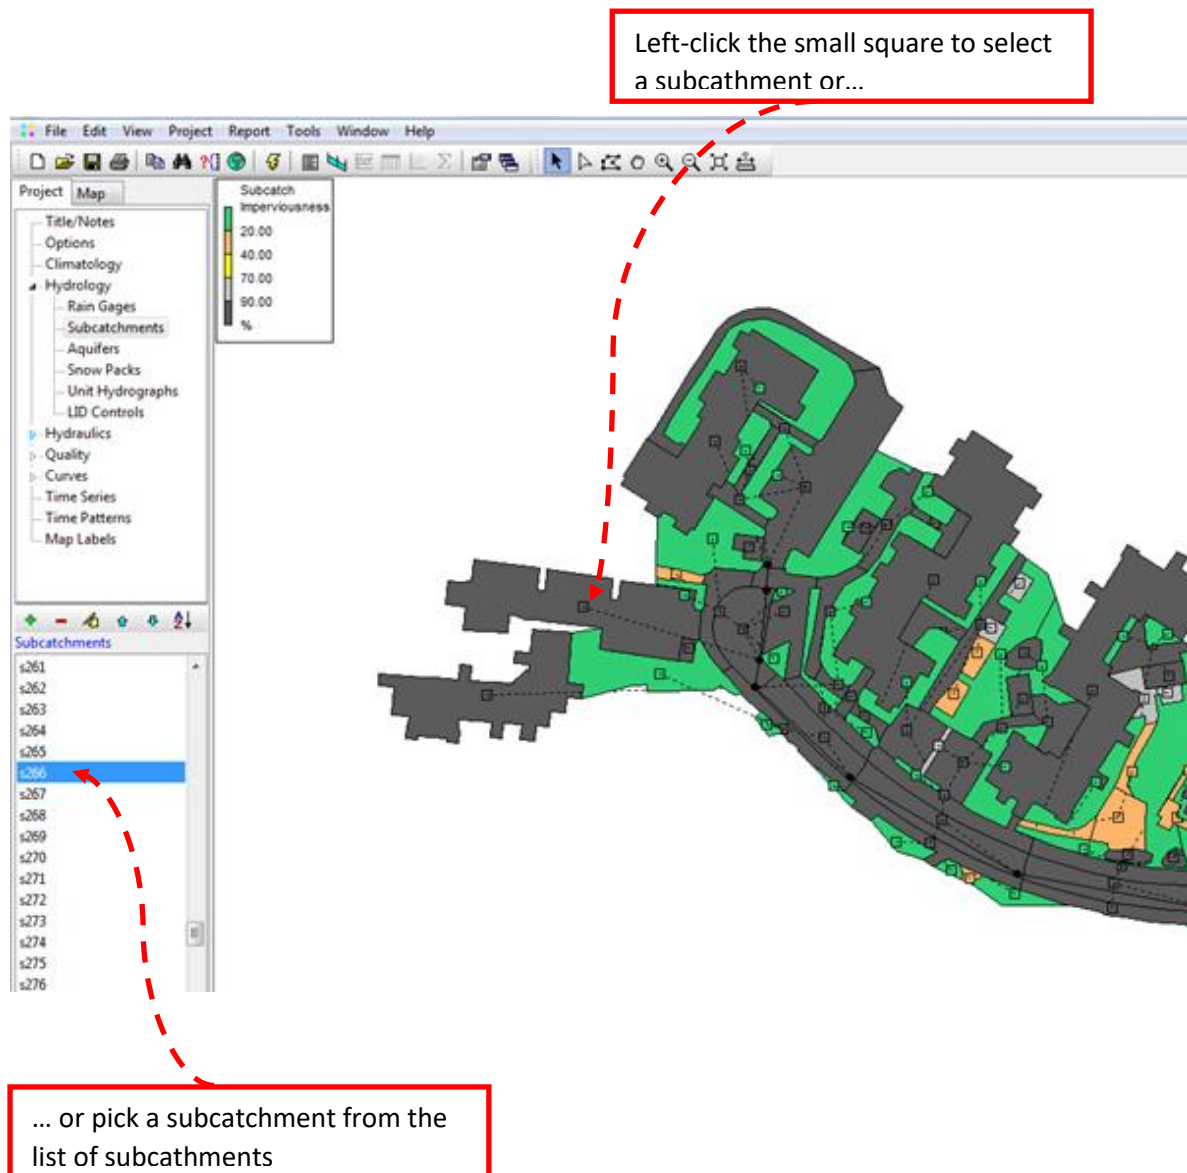 Left-click the small square to select
a subcathment or…
File Edit View Project Report Tools Window Help
Project Map
Title/Notes
Options
Climatology
Hydrology
Rain Gages
Subcatchments
Aquifers
Snow Packs
Unit Hydrographs
LID Controls
Hydraulics
Quality
Curves
Time Series
Time Patterns
Map Labels
Subcatch
Imperviousness
20.00
40.00
70.00
90.00
%
Subcatchments
s261
s262
s263
s264
s265
s266
s267
s268
s269
s270
s271
s272
s273
s274
s275
s276
… or pick a subcatchment from the
list of subcathments